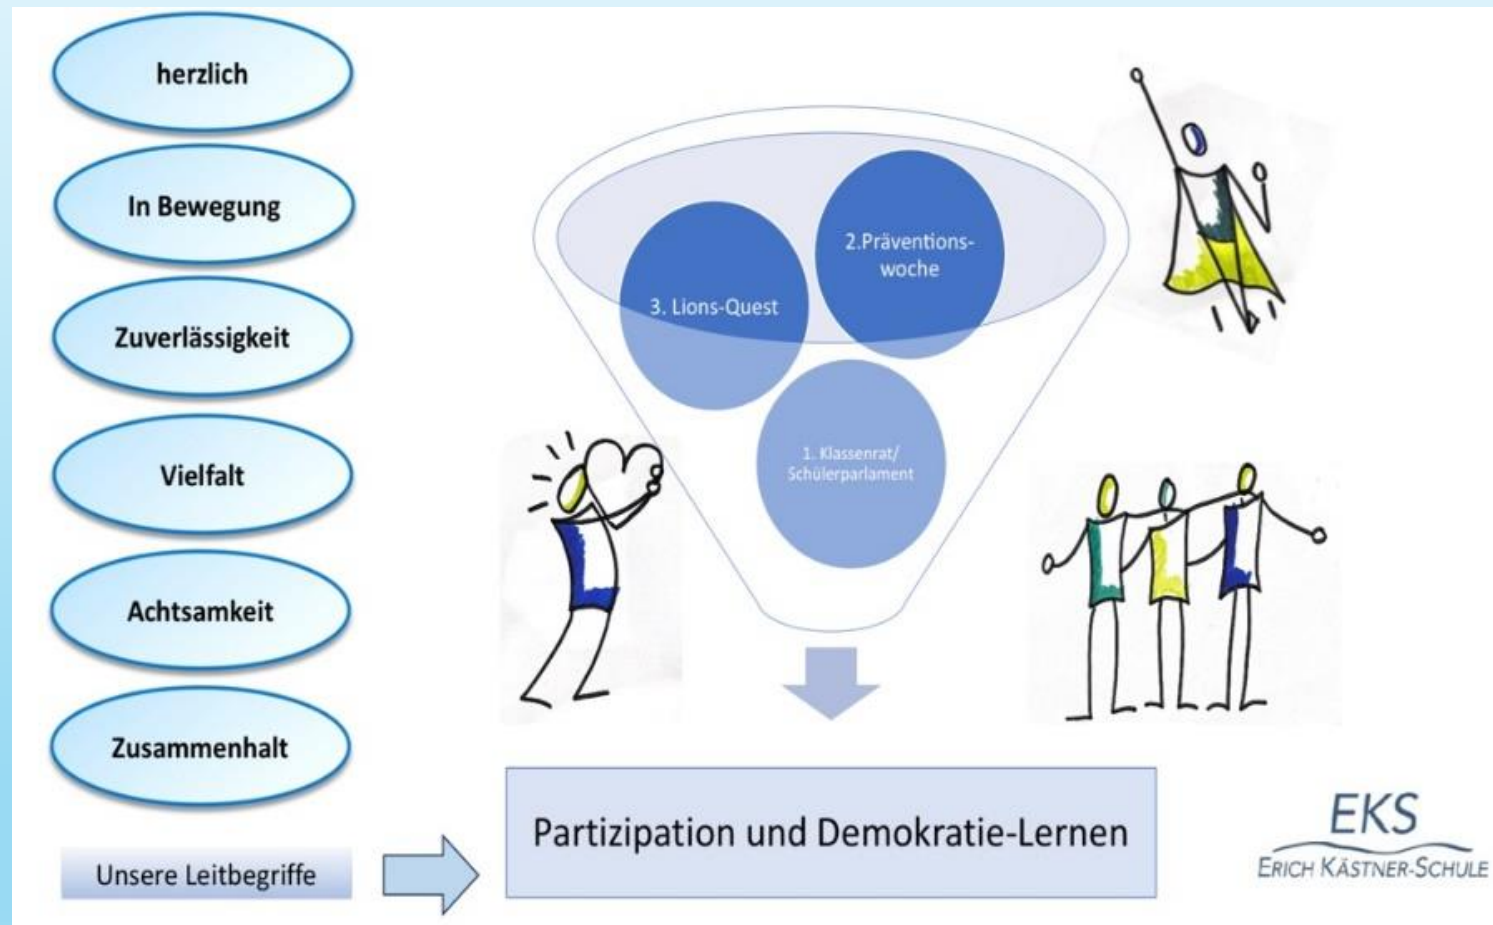 herzlich
In Bewegung
Zuverlässigkeit
Vielfalt
Achtsamkeit
Zusammenhalt
Unsere Leitbegriffe
2.Präventions-
woche
3. Lions-Quest
1. Klassenrat/
Schülerparlament
Partizipation und Demokratie-Lernen
EKS
ERICH KÄSTNER-SCHULE